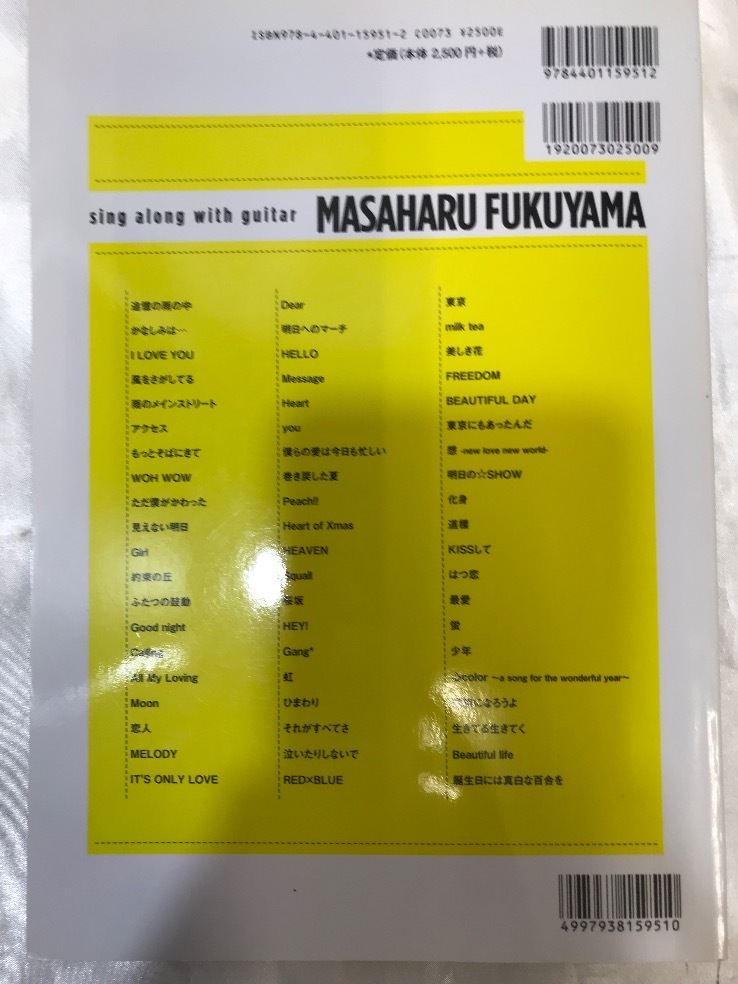 ISBN978-4-401-15951-2 C0073 ¥2500E
*定価(本体 2,500円+税)
9784401159512
1920073025009
sing along with guitar MASAHARU FUKUYAMA
追憶の雨の中
かなしみは…
I LOVE YOU
風をさがしてる
雨のメインストリート
アクセス
もっとそばにきて
WOH WOW
ただ僕がかわった
見えない明日
Girl
約束の丘
ふたつの鼓動
Good night
Calling
All My Loving
Moon
恋人
MELODY
IT'S ONLY LOVE
Dear
明日へのマーチ
HELLO
Message
Heart
you
僕らの愛は今日も忙しい
巻き戻した夏
Peach!!
Heart of Xmas
HEAVEN
Squall
桜坂
HEY!
Gang*
虹
ひまわり
それがすべてさ
泣いたりしないで
RED×BLUE
東京
milk tea
美しき花
FREEDOM
BEAUTIFUL DAY
東京にもあったんだ
想 -new love new world-
明日の☆SHOW
化身
道標
KISSして
はつ恋
最愛
蛍
少年
color ～a song for the wonderful year～
になろうよ
生きてる生きてく
Beautiful life
誕生日には真白な百合を
4997938159510